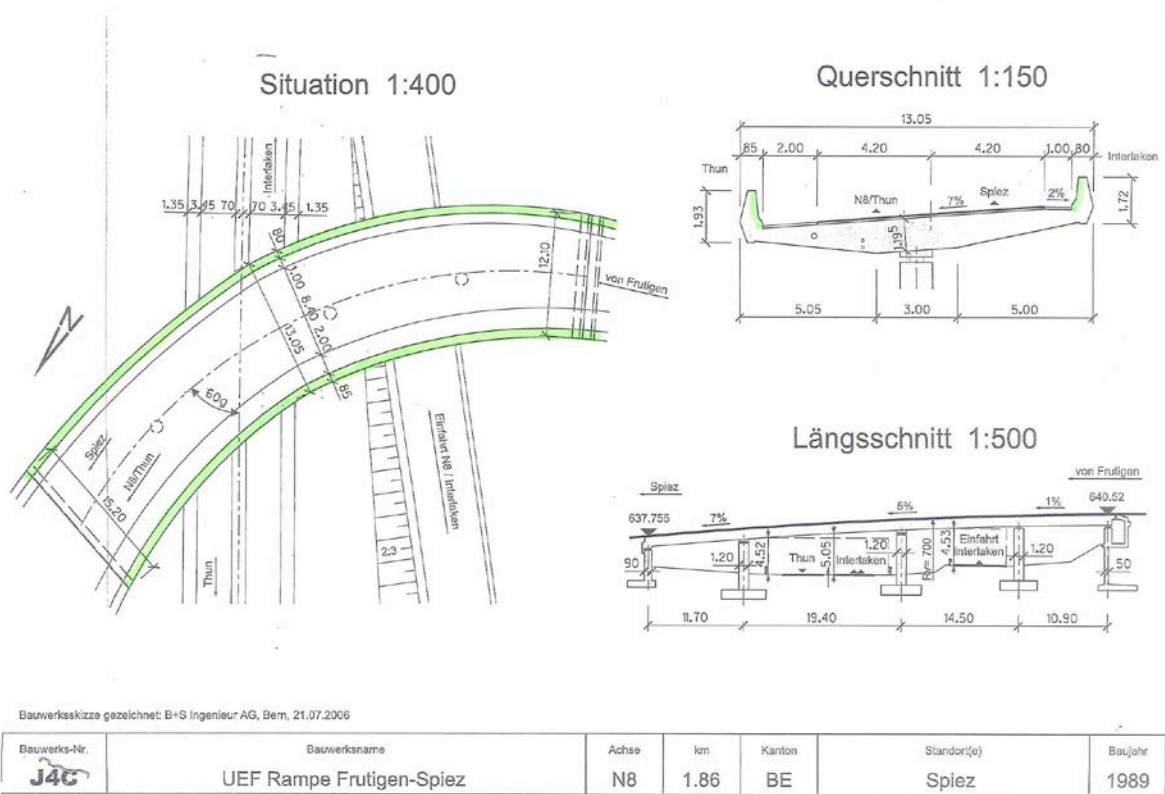 Situation 1:400
Interlaken
1.35 3.45 70 70 3.45 1.35
80
1.00
8.40
2.00
85
13.05
12.10
von Frutigen
N
60g
Spiez
N8/Thun
15.20
Thun
2:3
Einfahrt N8 / Interlaken
Querschnitt 1:150
13.05
85 2.00 4.20 4.20 1.00 80
Thun
Interlaken
N8/Thun
7%
Spiez
2%
1.93
1.195
1.72
5.05 3.00 5.00
Längsschnitt 1:500
von Frutigen
Spiez
637.755
7%
5%
1%
640.52
90
1.20
4.52
Thun
5.05
Interlaken
1.20
Rv= 700
4.53
Einfahrt
Interlaken
1.20
50
11.70 19.40 14.50 10.90
Bauwerksskizze gezeichnet: B+S Ingenieur AG, Bern, 21.07.2006
Bauwerks-Nr. Bauwerksname Achse km Kanton Standort(e) Baujahr
J4C UEF Rampe Frutigen-Spiez N8 1.86 BE Spiez 1989